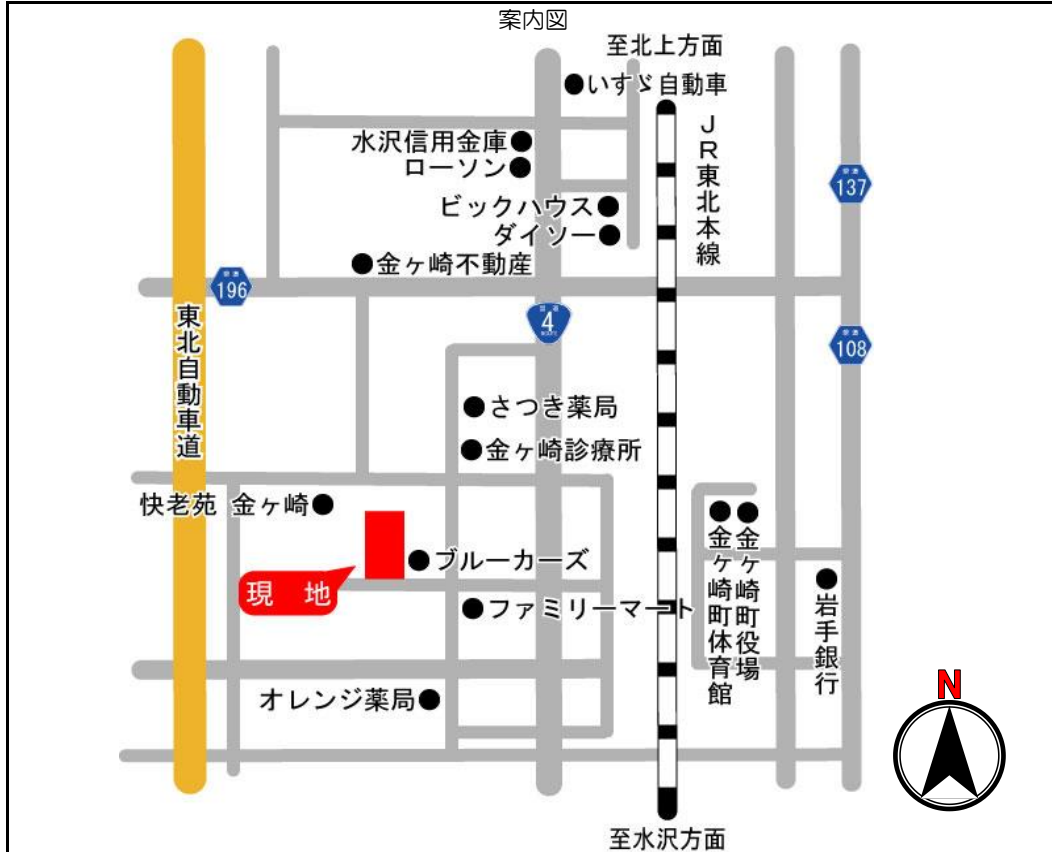 案内図
至北上方面
いすゞ自動車
水沢信用金庫
ローソン
JR東北本線
137
ビックハウス
ダイソー
金ヶ崎不動産
196
4
東北自動車道
108
さつき薬局
金ヶ崎診療所
快老苑 金ヶ崎
ブルーカーズ
現 地
ファミリーマート
金ヶ崎町体育館
金ヶ崎町役場
岩手銀行
オレンジ薬局
N
至水沢方面